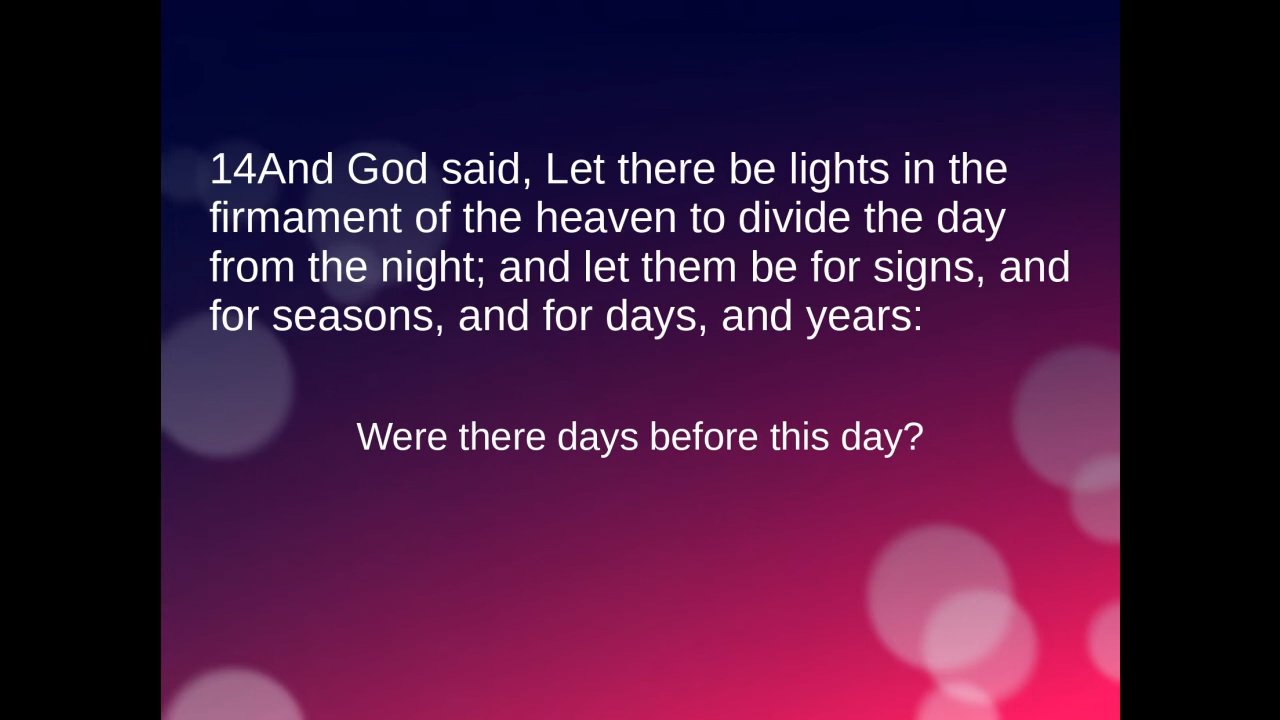 14And God said, Let there be lights in the
firmament of the heaven to divide the day
from the night; and let them be for signs, and
for seasons, and for days, and years:
Were there days before this day?